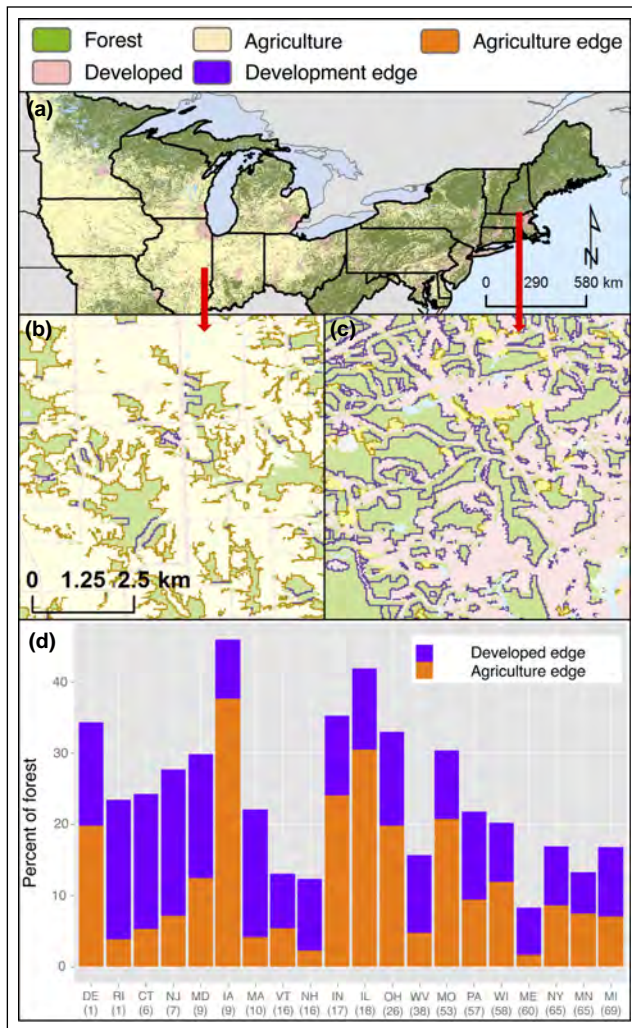 Forest
Agriculture
Agriculture edge
Developed
Development edge
(a)
N
0 290 580 km
(b)
(c)
0 1.25 2.5 km
(d)
Developed edge
Agriculture edge
Percent of forest
40
30
20
10
0
DE RI CT NJ MD IA MA VT NH IN IL OH WV MO PA WI ME NY MN MI
(1) (1) (6) (7) (9) (9) (10) (16) (16) (17) (18) (26) (38) (53) (57) (58) (60) (65) (65) (69)